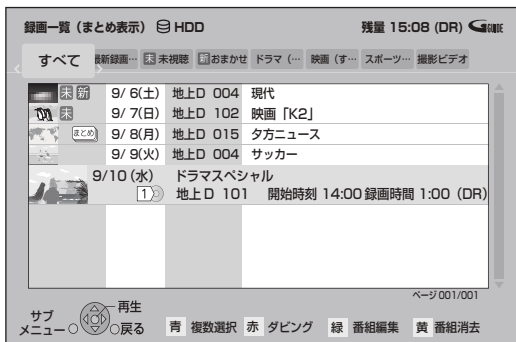 録画一覧（まとめ表示） HDD 残量 15:08 (DR) GGUIDE
すべて 最新録画… 未 未視聴 新 おまかせ ドラマ（… 映画（す… スポーツ… 撮影ビデオ
未 新 9/ 6(土) 地上D 004 現代
未 9/ 7(日) 地上D 102 映画「K2」
まとめ 9/ 8(月) 地上D 015 夕方ニュース
9/ 9(火) 地上D 004 サッカー
9/10(水) ドラマスペシャル
1 地上D 101 開始時刻 14:00 録画時間 1:00（DR)
ページ 001/001
サブ メニュー 再生 戻る 青 複数選択 赤 ダビング 緑 番組編集 黄 番組消去